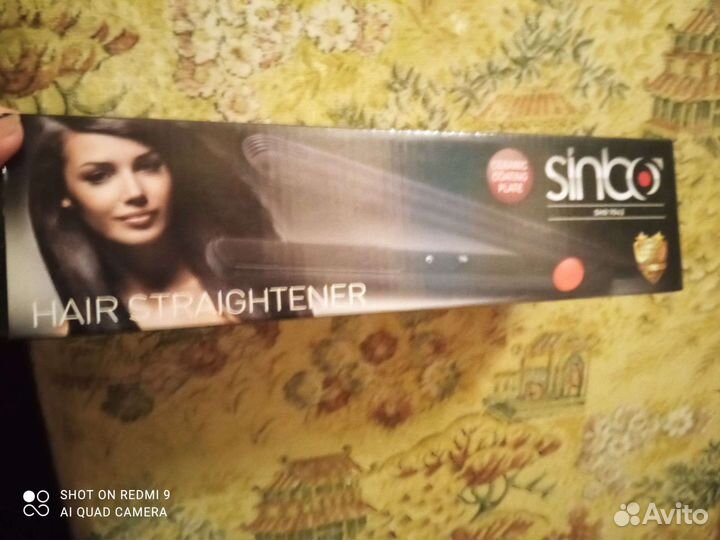 CERAMIC
COATING
PLATE
sinbo
HAIR STRAIGHTENER
SHOT ON REDMI 9
AI QUAD CAMERA
Avito